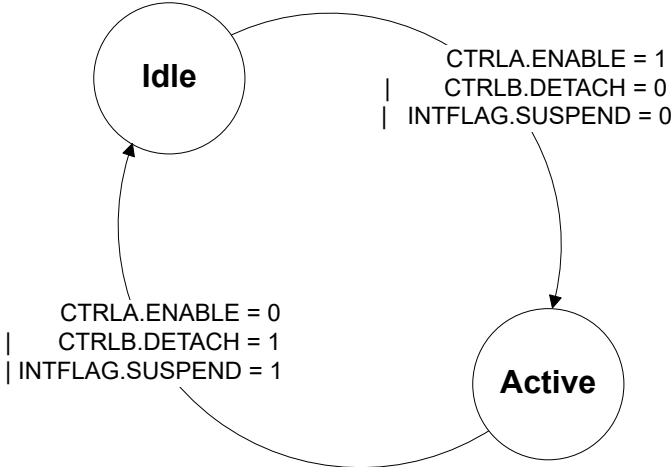 Idle
CTRLA.ENABLE = 1
| CTRLB.DETACH = 0
| INTFLAG.SUSPEND = 0
CTRLA.ENABLE = 0
| CTRLB.DETACH = 1
| INTFLAG.SUSPEND = 1
Active